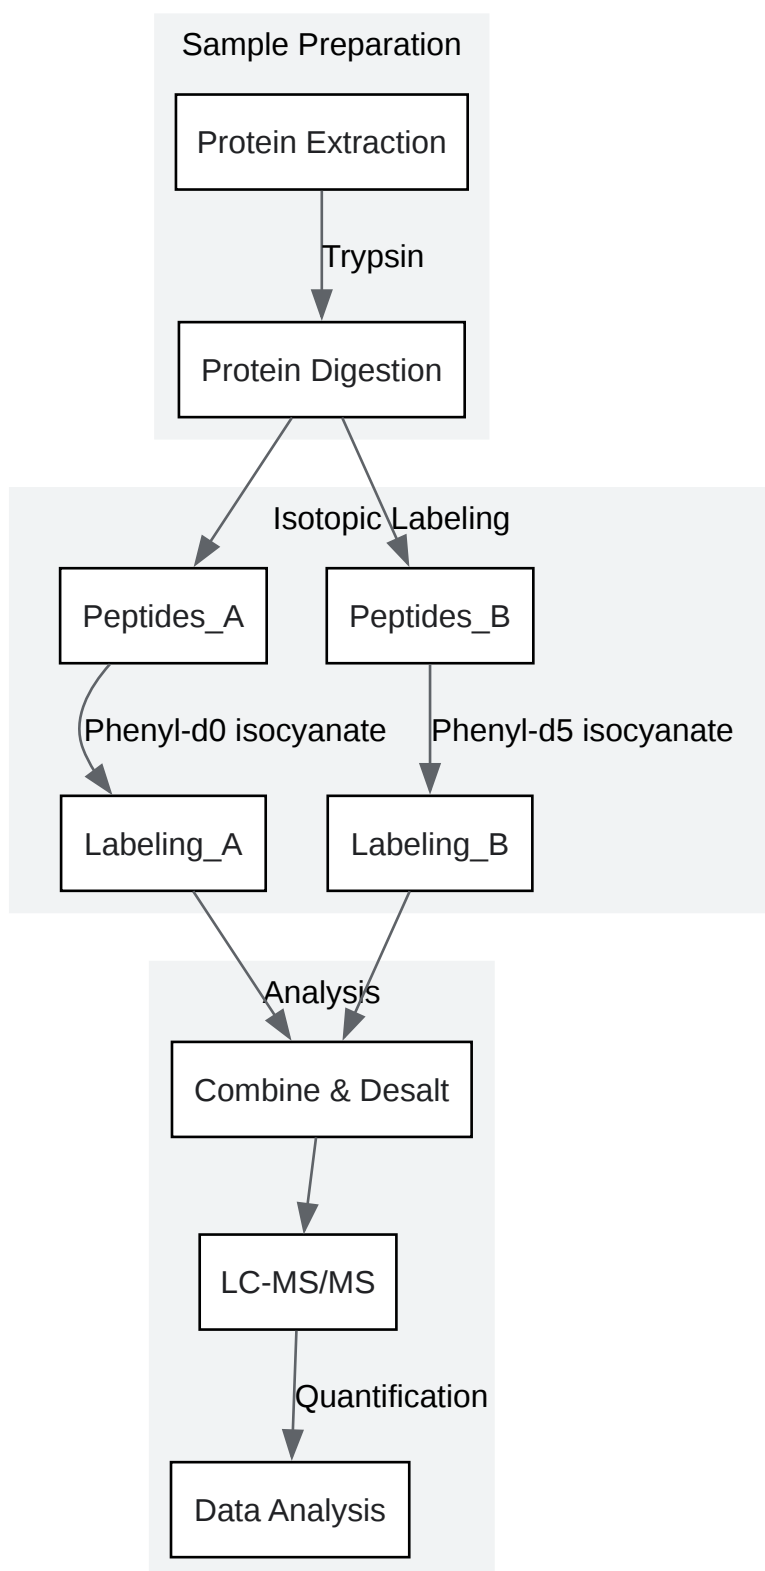 Sample Preparation
Protein Extraction
Trypsin
Protein Digestion
Isotopic Labeling
Peptides_A
Peptides_B
Phenyl-d0 isocyanate
Phenyl-d5 isocyanate
Labeling_A
Labeling_B
Analysis
Combine & Desalt
LC-MS/MS
Quantification
Data Analysis